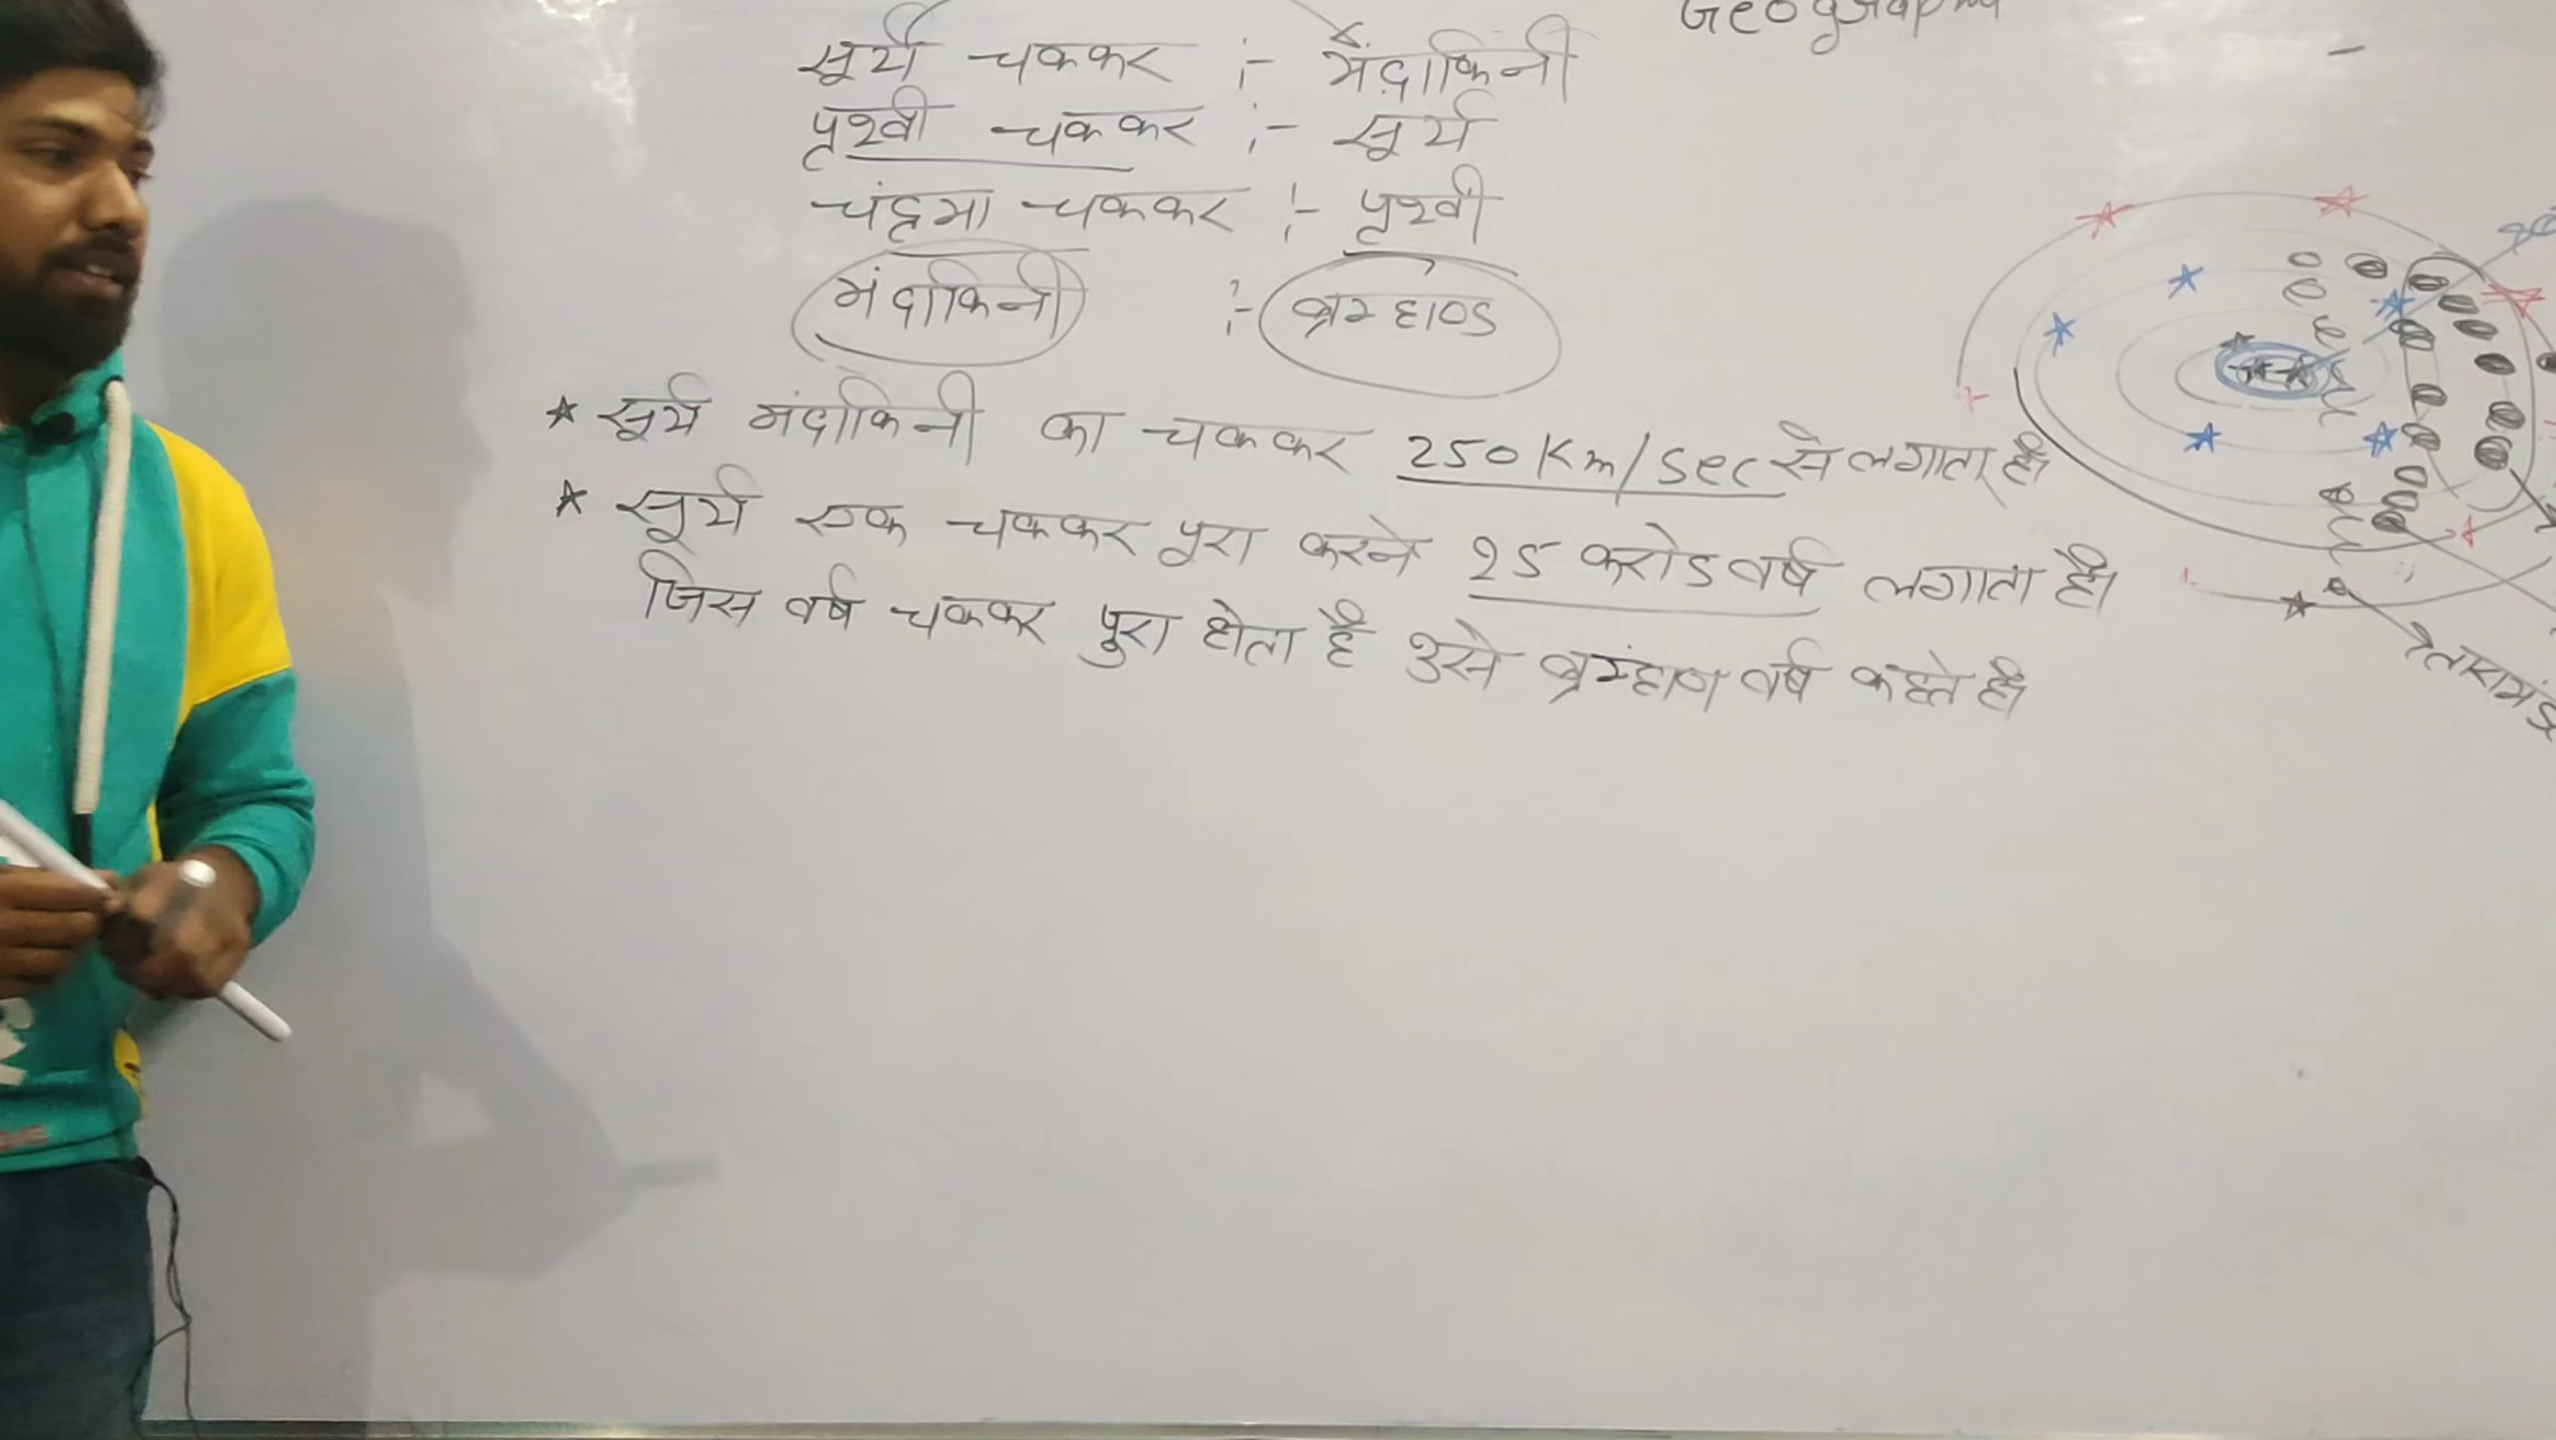 Geography
सूर्य चक्कर :- मंदाकिनी
पृथ्वी चक्कर :- सूर्य
चंद्रमा चक्कर :- पृथ्वी
मंदाकिनी :- ब्रम्हाण्ड
★ सूर्य मंदाकिनी का चक्कर 250 Km/Sec से लगाता है।
★ सूर्य एक चक्कर पूरा करने 25 करोड वर्ष लगाता है।
जिस वर्ष चक्कर पुरा होता है उसे ब्रम्हाण वर्ष कहते है।
तारामंड